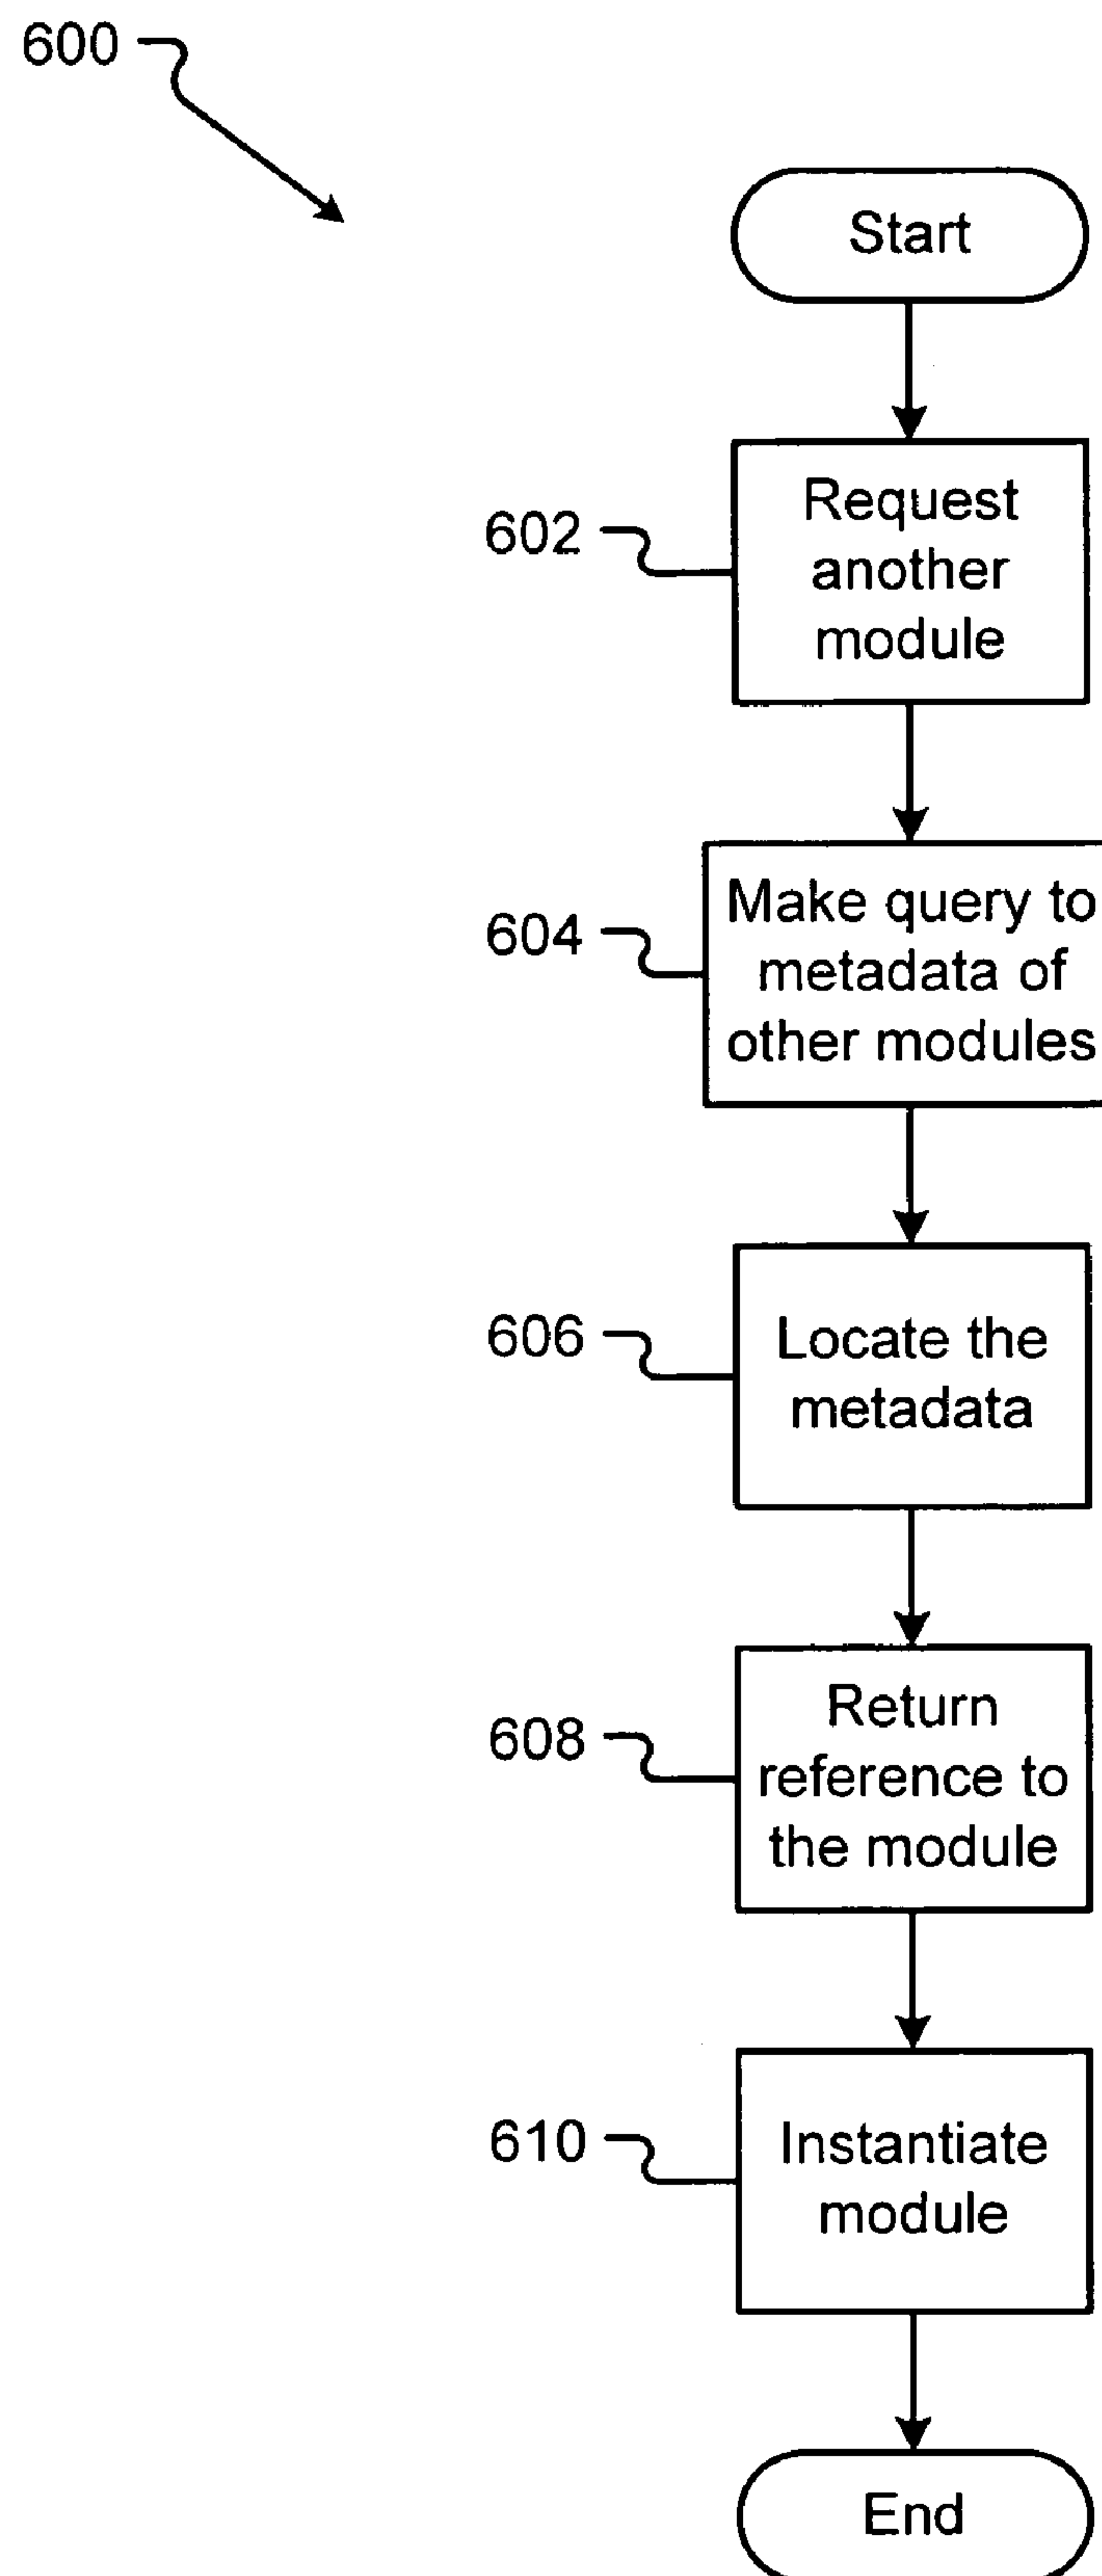 600
Start
602
Request
another
module
604
Make query to
metadata of
other modules
606
Locate the
metadata
608
Return
reference to
the module
610
Instantiate
module
End